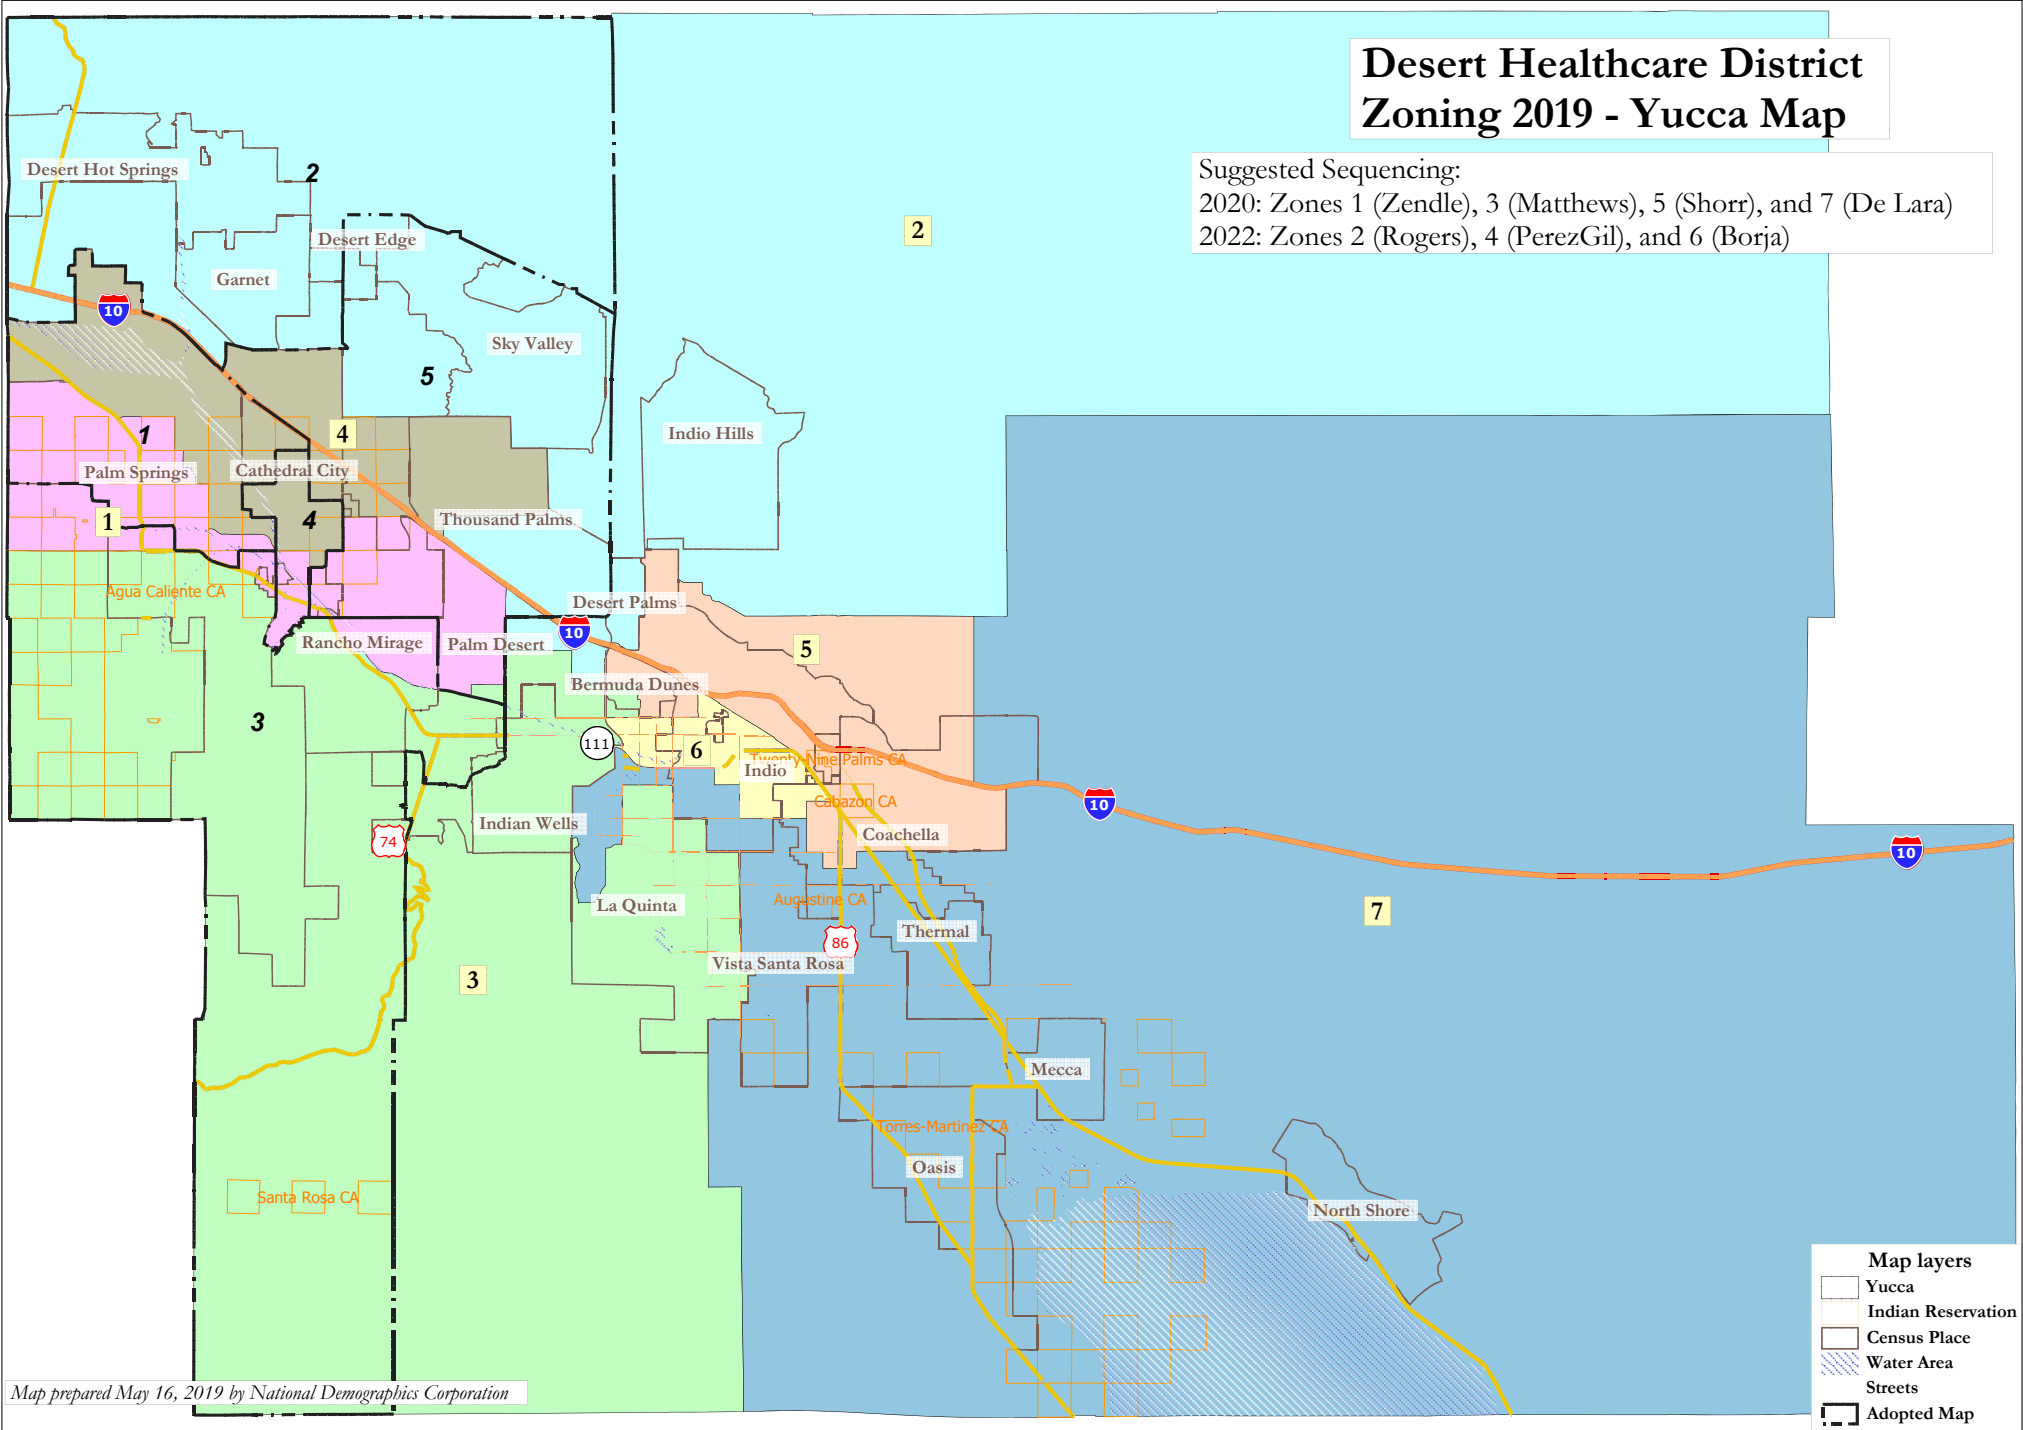 Desert Healthcare District
Zoning 2019 - Yucca Map
Suggested Sequencing:
2020: Zones 1 (Zendle), 3 (Matthews), 5 (Shorr), and 7 (De Lara)
2022: Zones 2 (Rogers), 4 (PerezGil), and 6 (Borja)
Desert Hot Springs
2
2
Desert Edge
Garnet
10
Sky Valley
5
1
4
Indio Hills
Palm Springs
Cathedral City
1
4
Thousand Palms
Agua Caliente CA
Desert Palms
10
Rancho Mirage
Palm Desert
5
Bermuda Dunes
3
111
6
Twenty-Nine Palms CA
Indio
Cabazon CA
10
Indian Wells
Coachella
74
10
La Quinta
Augustine CA
7
Thermal
86
Vista Santa Rosa
3
Mecca
Torres-Martinez CA
Oasis
Santa Rosa CA
North Shore
Map layers
Yucca
Indian Reservation
Census Place
Water Area
Streets
Adopted Map
Map prepared May 16, 2019 by National Demographics Corporation